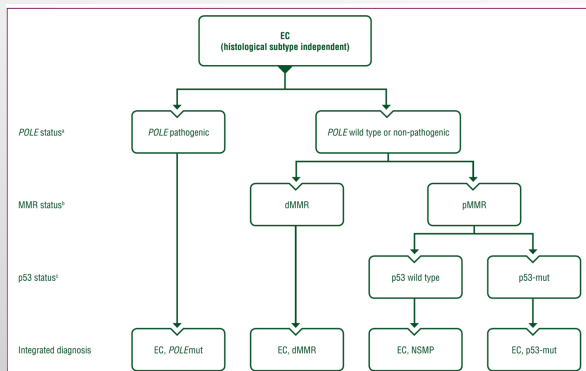 EC
(histological subtype independent)
POLE statusᵃ
POLE pathogenic
POLE wild type or non-pathogenic
MMR statusᵇ
dMMR
pMMR
p53 statusᶜ
p53 wild type
p53-mut
Integrated diagnosis
EC, POLEmut
EC, dMMR
EC, NSMP
EC, p53-mut